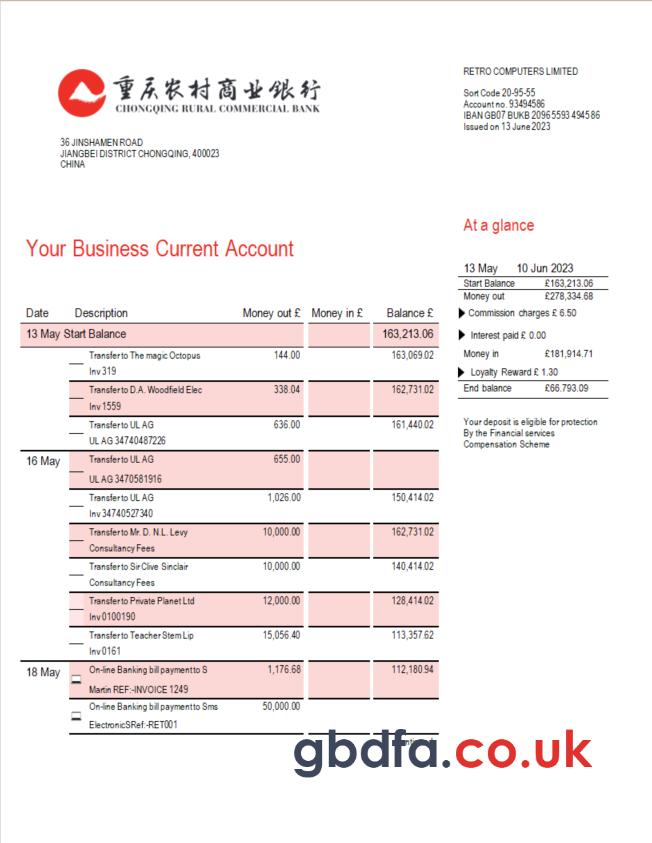 重庆农村商业银行
CHONGQING RURAL COMMERCIAL BANK
36 JINSHAMEN ROAD
JIANGBEI DISTRICT CHONGQING, 400023
CHINA
RETRO COMPUTERS LIMITED
Sort Code 20-95-55
Account no. 93494586
IBAN GB07 BUKB 2096 5593 4945 86
Issued on 13 June 2023
At a glance
13 May 10 Jun 2023
Start Balance £163,213.06
Money out £278,334.68
Commission charges £ 6.50
Interest paid £ 0.00
Money in £181,914.71
Loyalty Reward £ 1.30
End balance £66.793.09
Your deposit is eligible for protection
By the Financial services
Compensation Scheme
Your Business Current Account
Date Description Money out £ Money in £ Balance £
13 May Start Balance 163,213.06
Transfer to The magic Octopus 144.00 163,069.02
Inv 319
Transfer to D.A. Woodfield Elec 338.04 162,731.02
Inv 1559
Transfer to UL AG 636.00 161,440.02
UL AG 34740487226
16 May Transfer to UL AG 655.00
UL AG 3470581916
Transfer to UL AG 1,026.00 150,414.02
Inv 34740527340
Transfer to Mr. D. N.L. Levy 10,000.00 162,731.02
Consultancy Fees
Transfer to Sir Clive Sinclair 10,000.00 140,414.02
Consultancy Fees
Transfer to Private Planet Ltd 12,000.00 128,414.02
Inv 0100190
Transfer to Teacher Stem Lip 15,056.40 113,357.62
Inv 0161
18 May On-line Banking bill payment to S 1,176.68 112,180.94
Martin REF:-INVOICE 1249
On-line Banking bill payment to Sms 50,000.00
ElectronicSRef:-RET001
gbdfa.co.uk